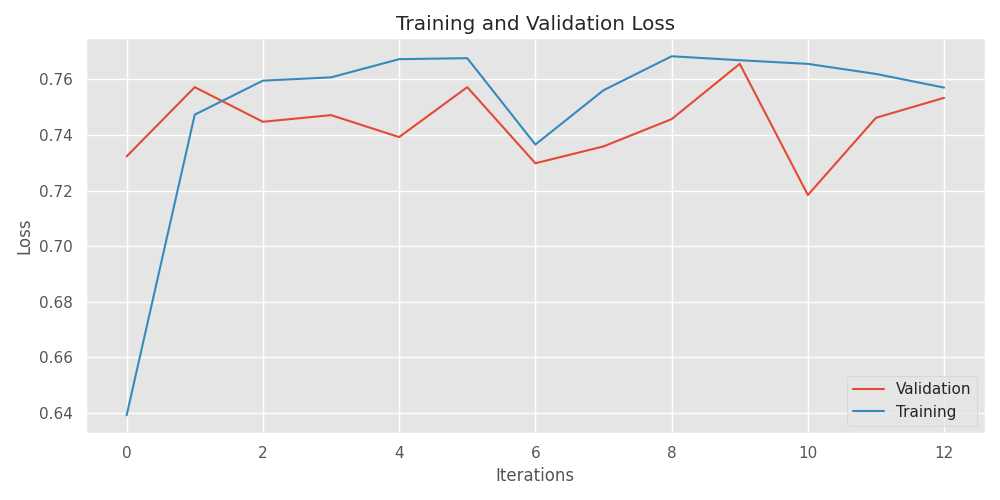 Training and Validation Loss
Loss
0.76
0.74
0.72
0.70
0.68
0.66
0.64
0 2 4 6 8 10 12
Iterations
Validation
Training